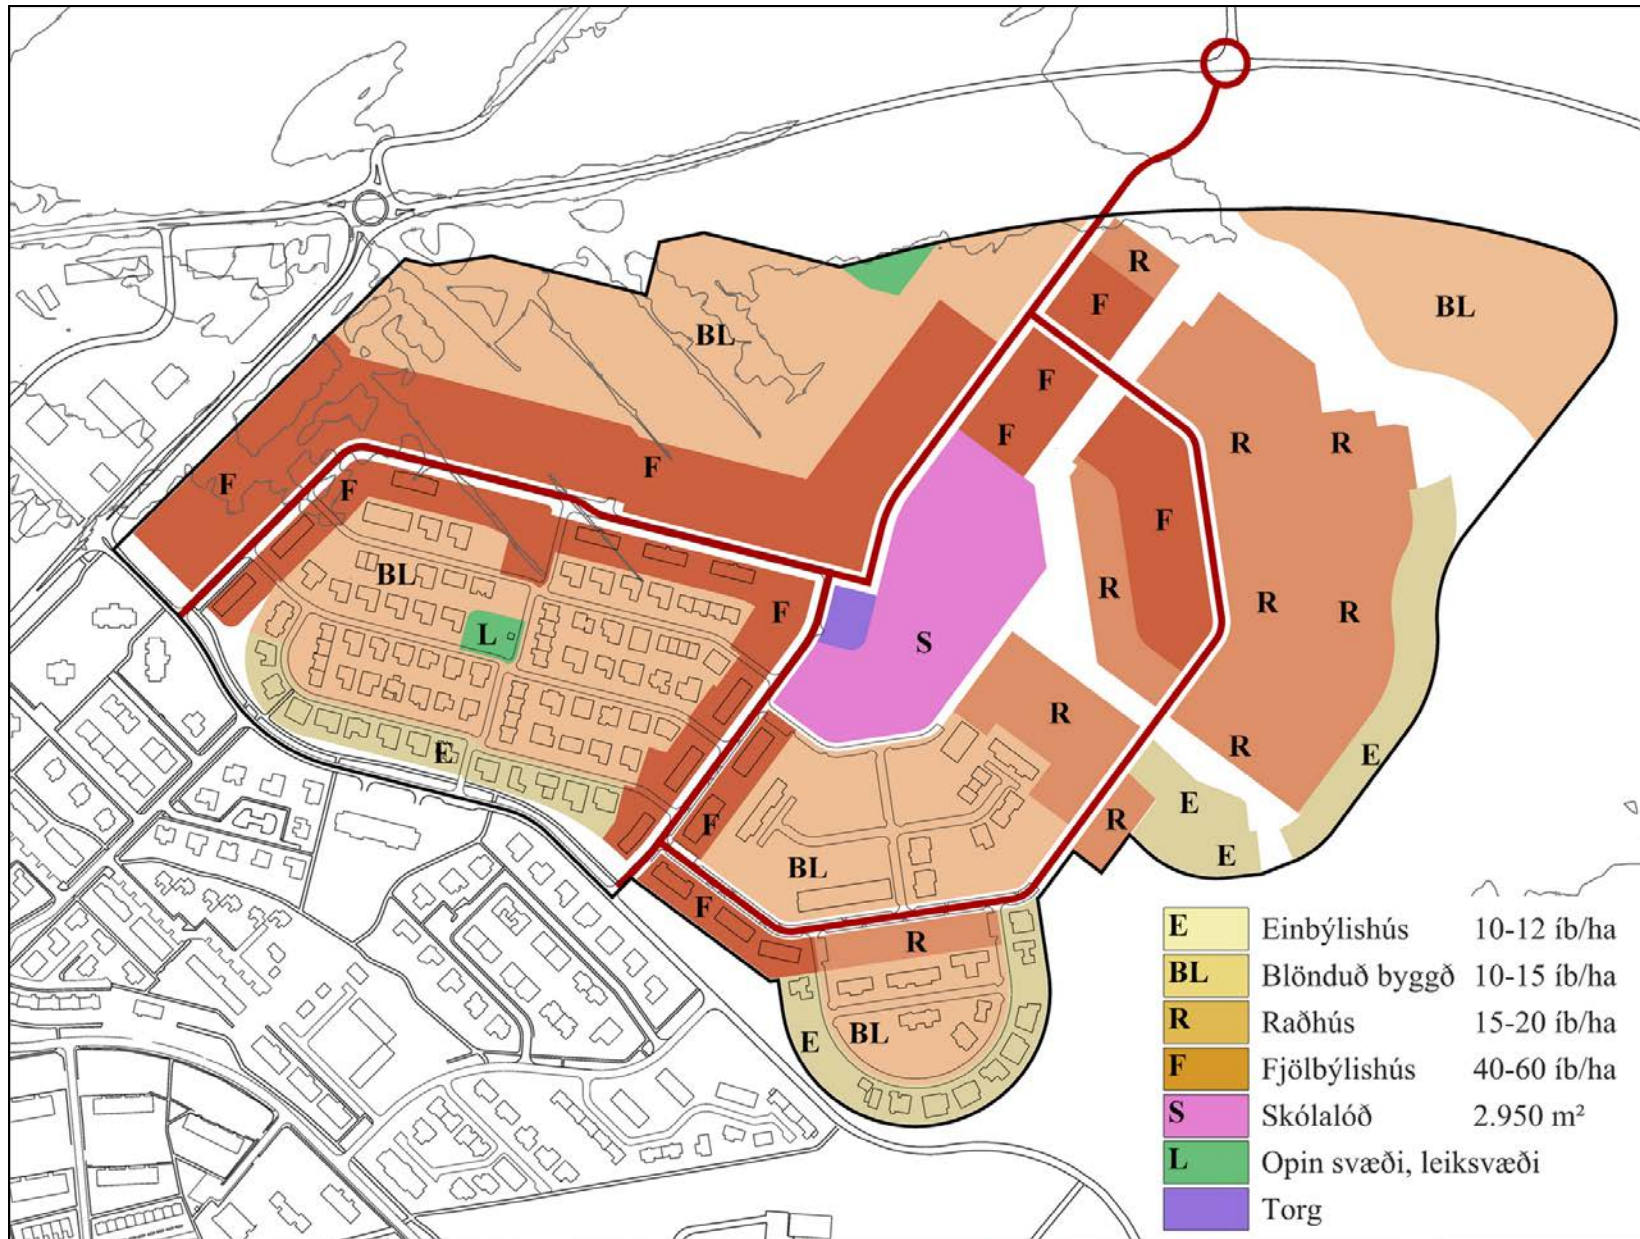 R
BL
F
BL
F
F
R
R
F
F
F
F
BL
R
F
R
R
L
S
R
R
E
E
R
F
R
BL
E
E
F
R
E
BL
E Einbýlishús 10-12 íb/ha
BL Blönduð byggð 10-15 íb/ha
R Raðhús 15-20 íb/ha
F Fjölbýlishús 40-60 íb/ha
S Skólalóð 2.950 m²
L Opin svæði, leiksvæði
Torg